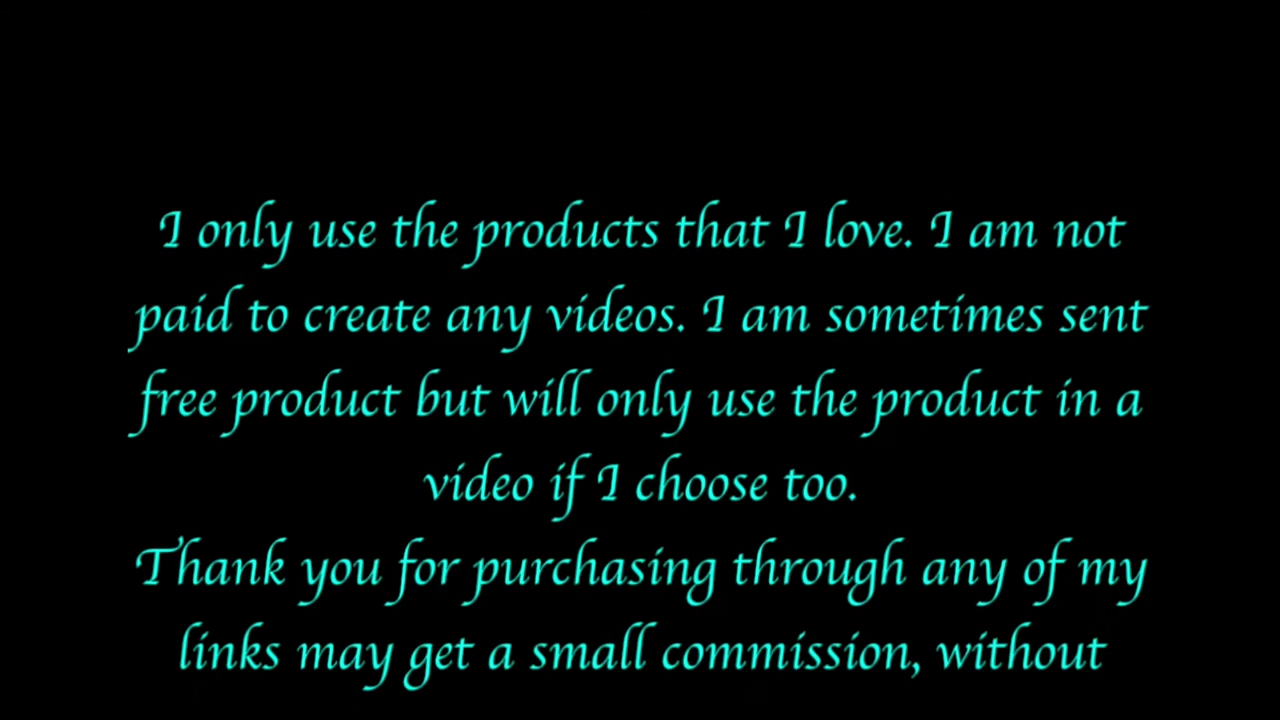 I only use the products that I love. I am not
paid to create any videos. I am sometimes sent
free product but will only use the product in a
video if I choose too.
Thank you for purchasing through any of my
links may get a small commission, without